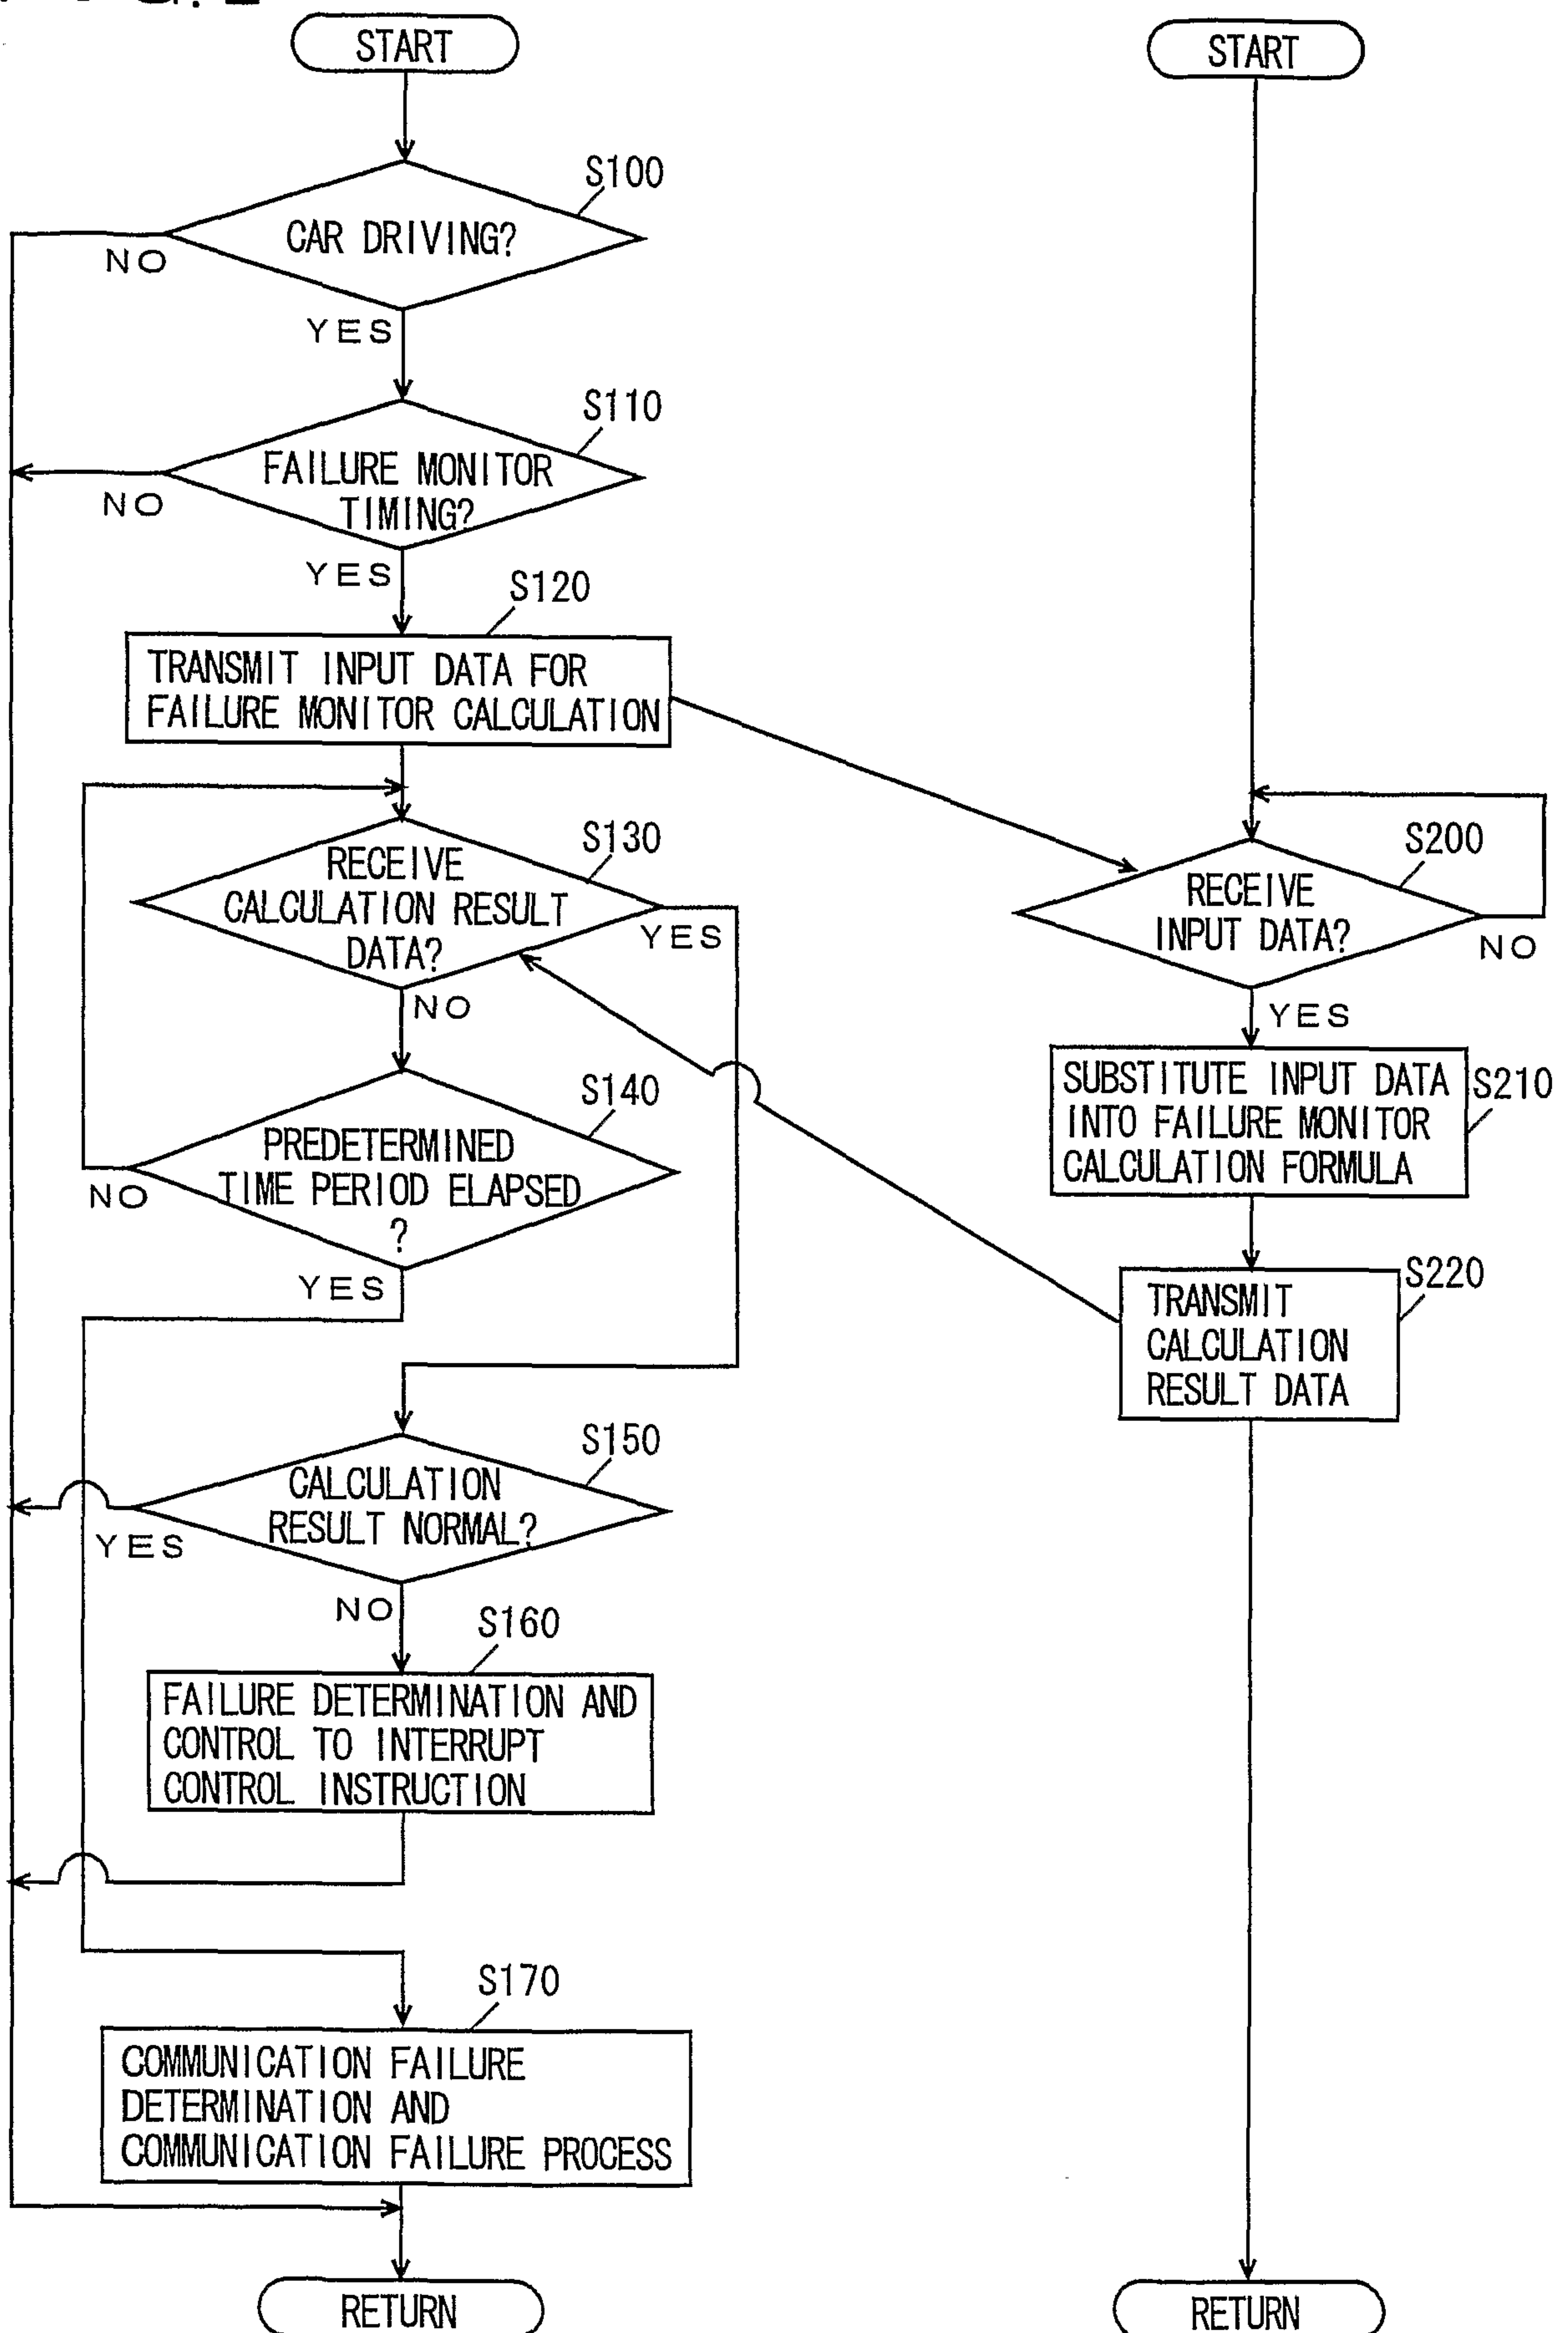 START
S100
CAR DRIVING?
NO
YES
S110
FAILURE MONITOR
TIMING?
NO
YES
S120
TRANSMIT INPUT DATA FOR
FAILURE MONITOR CALCULATION
S130
RECEIVE
CALCULATION RESULT
DATA?
YES
NO
S140
PREDETERMINED
TIME PERIOD ELAPSED
?
NO
YES
S150
CALCULATION
RESULT NORMAL?
YES
NO
S160
FAILURE DETERMINATION AND
CONTROL TO INTERRUPT
CONTROL INSTRUCTION
S170
COMMUNICATION FAILURE
DETERMINATION AND
COMMUNICATION FAILURE PROCESS
RETURN
START
S200
RECEIVE
INPUT DATA?
NO
YES
S210
SUBSTITUTE INPUT DATA
INTO FAILURE MONITOR
CALCULATION FORMULA
S220
TRANSMIT
CALCULATION
RESULT DATA
RETURN